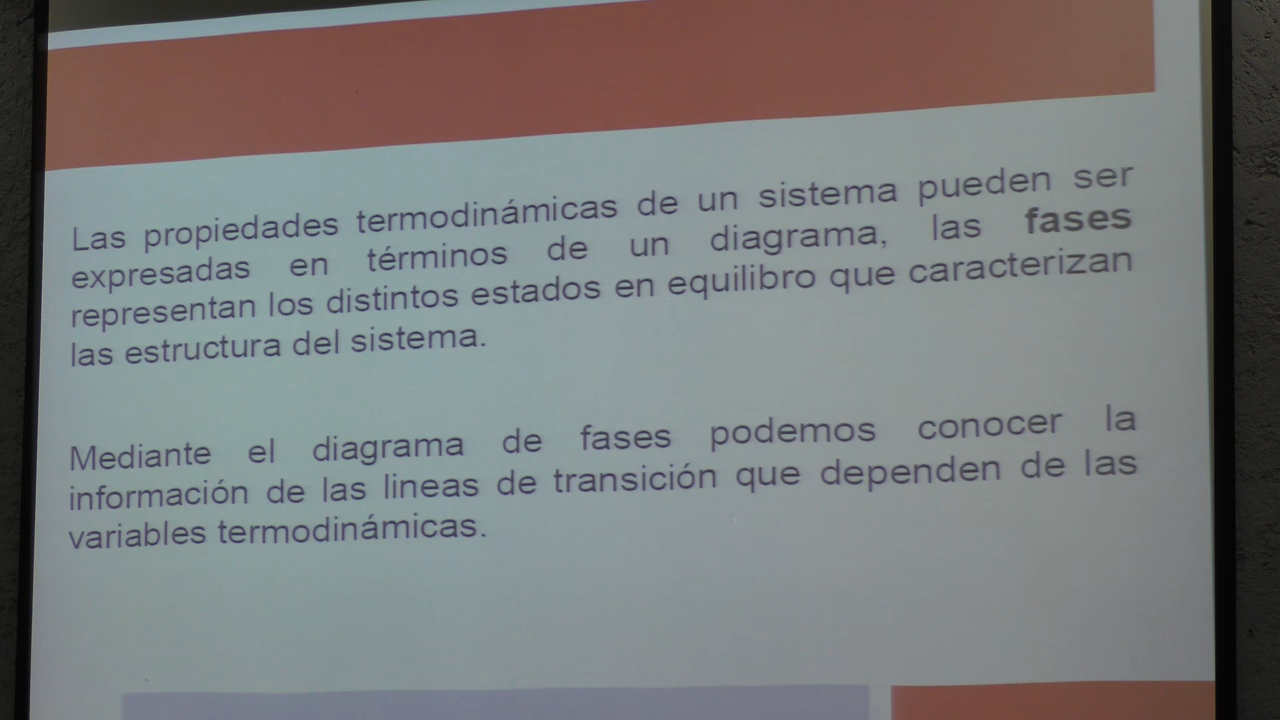 Las propiedades termodinámicas de un sistema pueden ser
expresadas en términos de un diagrama, las fases
representan los distintos estados en equilibro que caracterizan
las estructura del sistema.
Mediante el diagrama de fases podemos conocer la
información de las lineas de transición que dependen de las
variables termodinámicas.